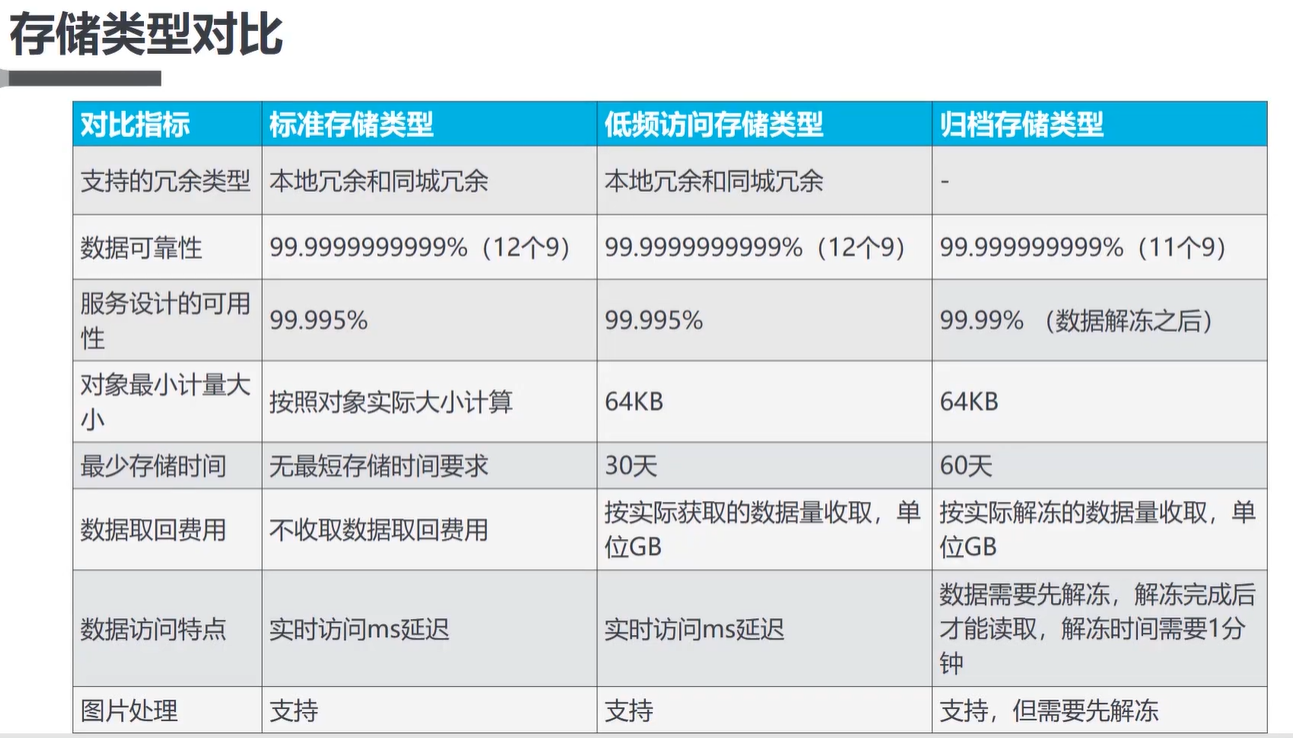 存储类型对比
对比指标 标准存储类型 低频访问存储类型 归档存储类型
支持的冗余类型 本地冗余和同城冗余 本地冗余和同城冗余 -
数据可靠性 99.9999999999%（12个9） 99.9999999999%（12个9） 99.999999999%（11个9）
服务设计的可用
性
99.995% 99.995% 99.99% （数据解冻之后）
对象最小计量大
小
按照对象实际大小计算 64KB 64KB
最少存储时间 无最短存储时间要求 30天 60天
数据取回费用 不收取数据取回费用
按实际获取的数据量收取，单
位GB
按实际解冻的数据量收取，单
位GB
数据访问特点 实时访问ms延迟 实时访问ms延迟
数据需要先解冻，解冻完成后
才能读取，解冻时间需要1分
钟
图片处理 支持 支持 支持，但需要先解冻